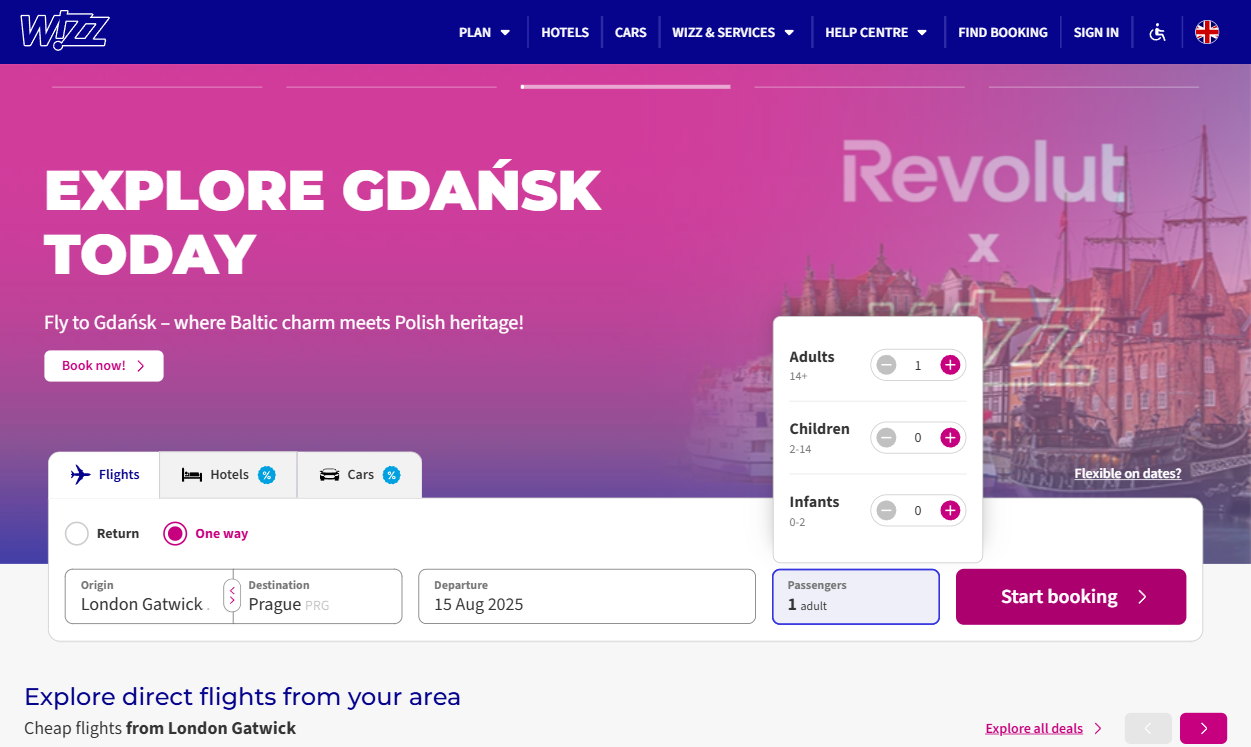 WIZZ
PLAN
HOTELS
CARS
WIZZ & SERVICES
HELP CENTRE
FIND BOOKING
SIGN IN
Revolut
X
Wizz
EXPLORE GDAŃSK
TODAY
Fly to Gdańsk – where Baltic charm meets Polish heritage!
Book now!
Adults
14+
1
Children
2-14
0
Infants
0-2
0
Flights
Hotels %
Cars %
Flexible on dates?
Return
One way
Origin
London Gatwick
Destination
Prague PRG
Departure
15 Aug 2025
Passengers
1 adult
Start booking
Explore direct flights from your area
Cheap flights from London Gatwick
Explore all deals